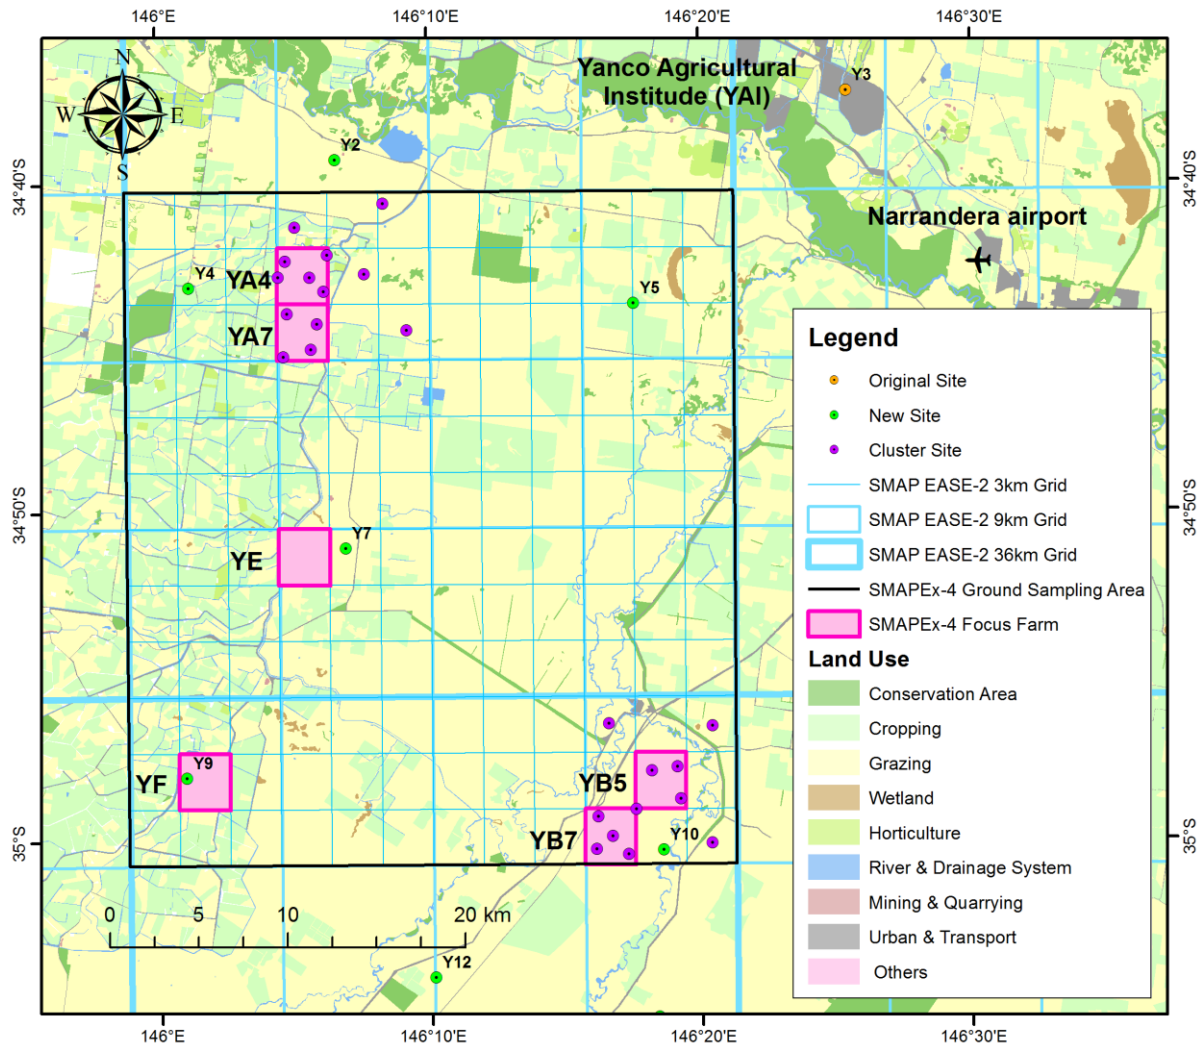 146°E
146°10'E
146°20'E
146°30'E
N
W
E
S
Yanco Agricultural
Institude (YAI)
Y3
Y2
34°40'S
34°40'S
Narrandera airport
Y4
YA4
Y5
YA7
Legend
Original Site
New Site
Cluster Site
SMAP EASE-2 3km Grid
SMAP EASE-2 9km Grid
SMAP EASE-2 36km Grid
SMAPEx-4 Ground Sampling Area
SMAPEx-4 Focus Farm
Land Use
Conservation Area
Cropping
Grazing
Wetland
Horticulture
River & Drainage System
Mining & Quarrying
Urban & Transport
Others
34°50'S
34°50'S
Y7
YE
Y9
YF
YB5
YB7
Y10
35°S
35°S
0 5 10 20 km
Y12
146°E
146°10'E
146°20'E
146°30'E